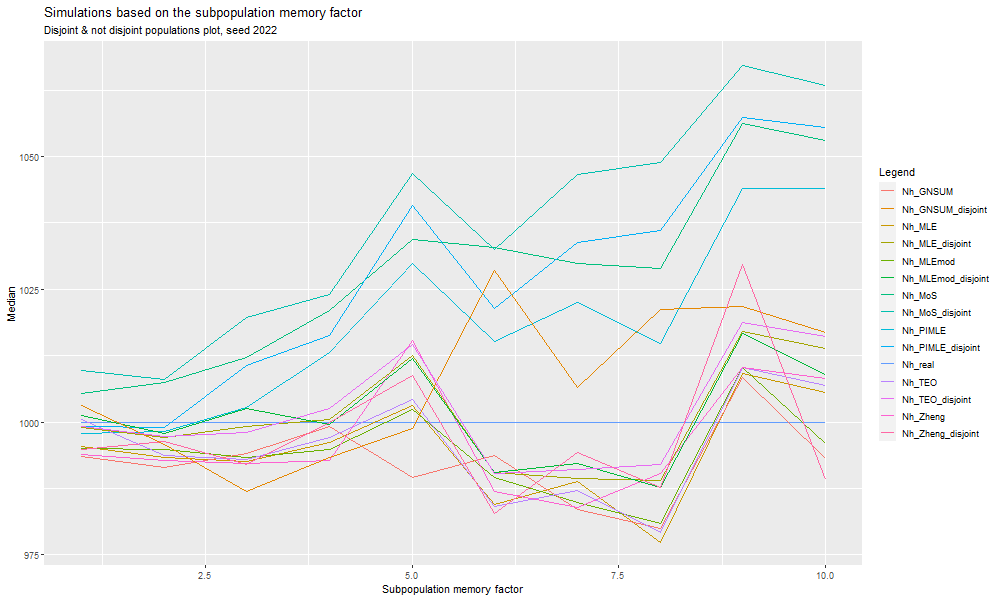 Simulations based on the subpopulation memory factor
Disjoint & not disjoint populations plot, seed 2022
Median
1050
1025
1000
975
2.5
5.0
7.5
10.0
Subpopulation memory factor
Legend
Nh_GNSUM
Nh_GNSUM_disjoint
Nh_MLE
Nh_MLE_disjoint
Nh_MLEmod
Nh_MLEmod_disjoint
Nh_MoS
Nh_MoS_disjoint
Nh_PIMLE
Nh_PIMLE_disjoint
Nh_real
Nh_TEO
Nh_TEO_disjoint
Nh_Zheng
Nh_Zheng_disjoint